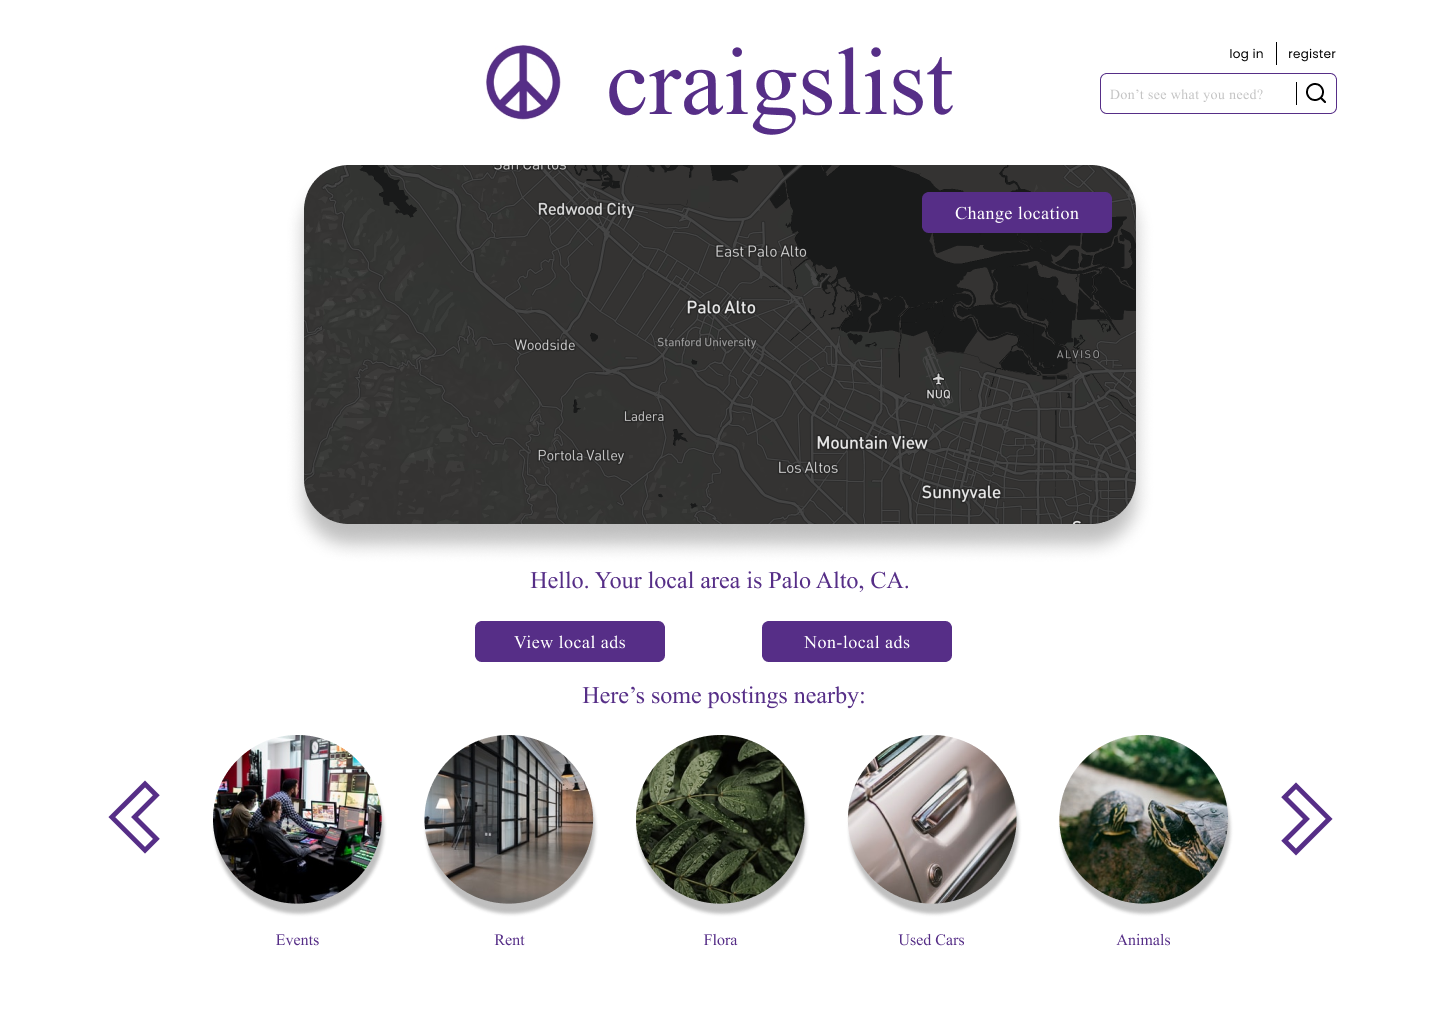 craigslist
log in
register
Don’t see what you need?
San Carlos
Redwood City
Change location
East Palo Alto
Palo Alto
Stanford University
Woodside
ALVISO
NUQ
Ladera
Mountain View
Portola Valley
Los Altos
Sunnyvale
Hello. Your local area is Palo Alto, CA.
View local ads
Non-local ads
Here’s some postings nearby:
Events
Rent
Flora
Used Cars
Animals